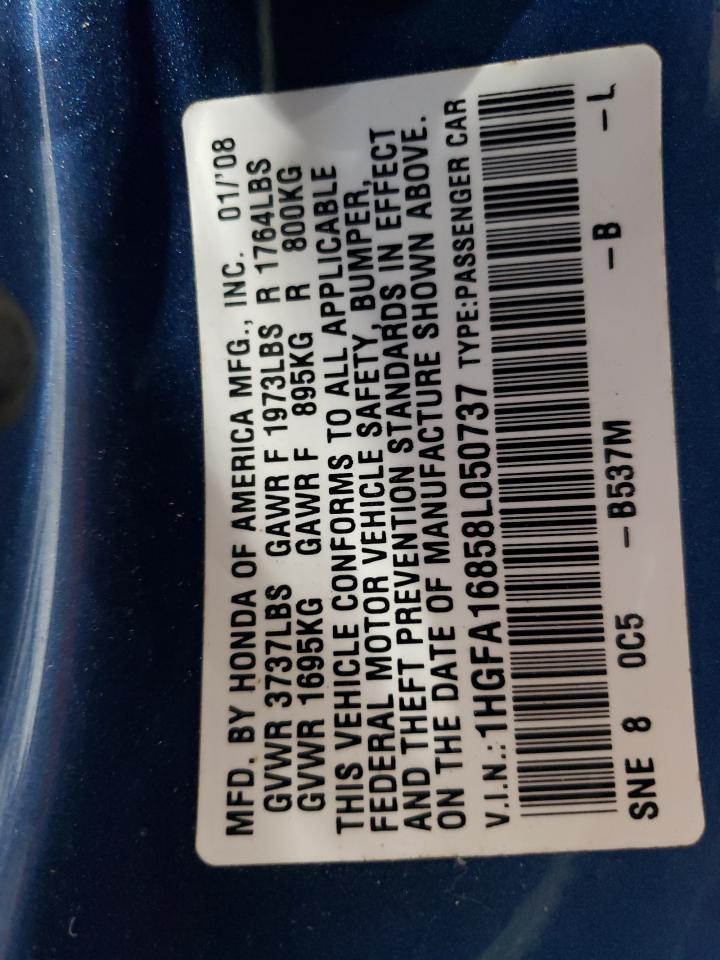 MFD. BY HONDA OF AMERICA MFG., INC. 01/'08
GVWR 3737LBS GAWR F 1973LBS R 1764LBS
GVWR 1695KG GAWR F 895KG R 800KG
THIS VEHICLE CONFORMS TO ALL APPLICABLE
FEDERAL MOTOR VEHICLE SAFETY, BUMPER,
AND THEFT PREVENTION STANDARDS IN EFFECT
ON THE DATE OF MANUFACTURE SHOWN ABOVE.
V.I.N.: 1HGFA16858L050737 TYPE:PASSENGER CAR
SNE 8 0C5 –B537M –B –L